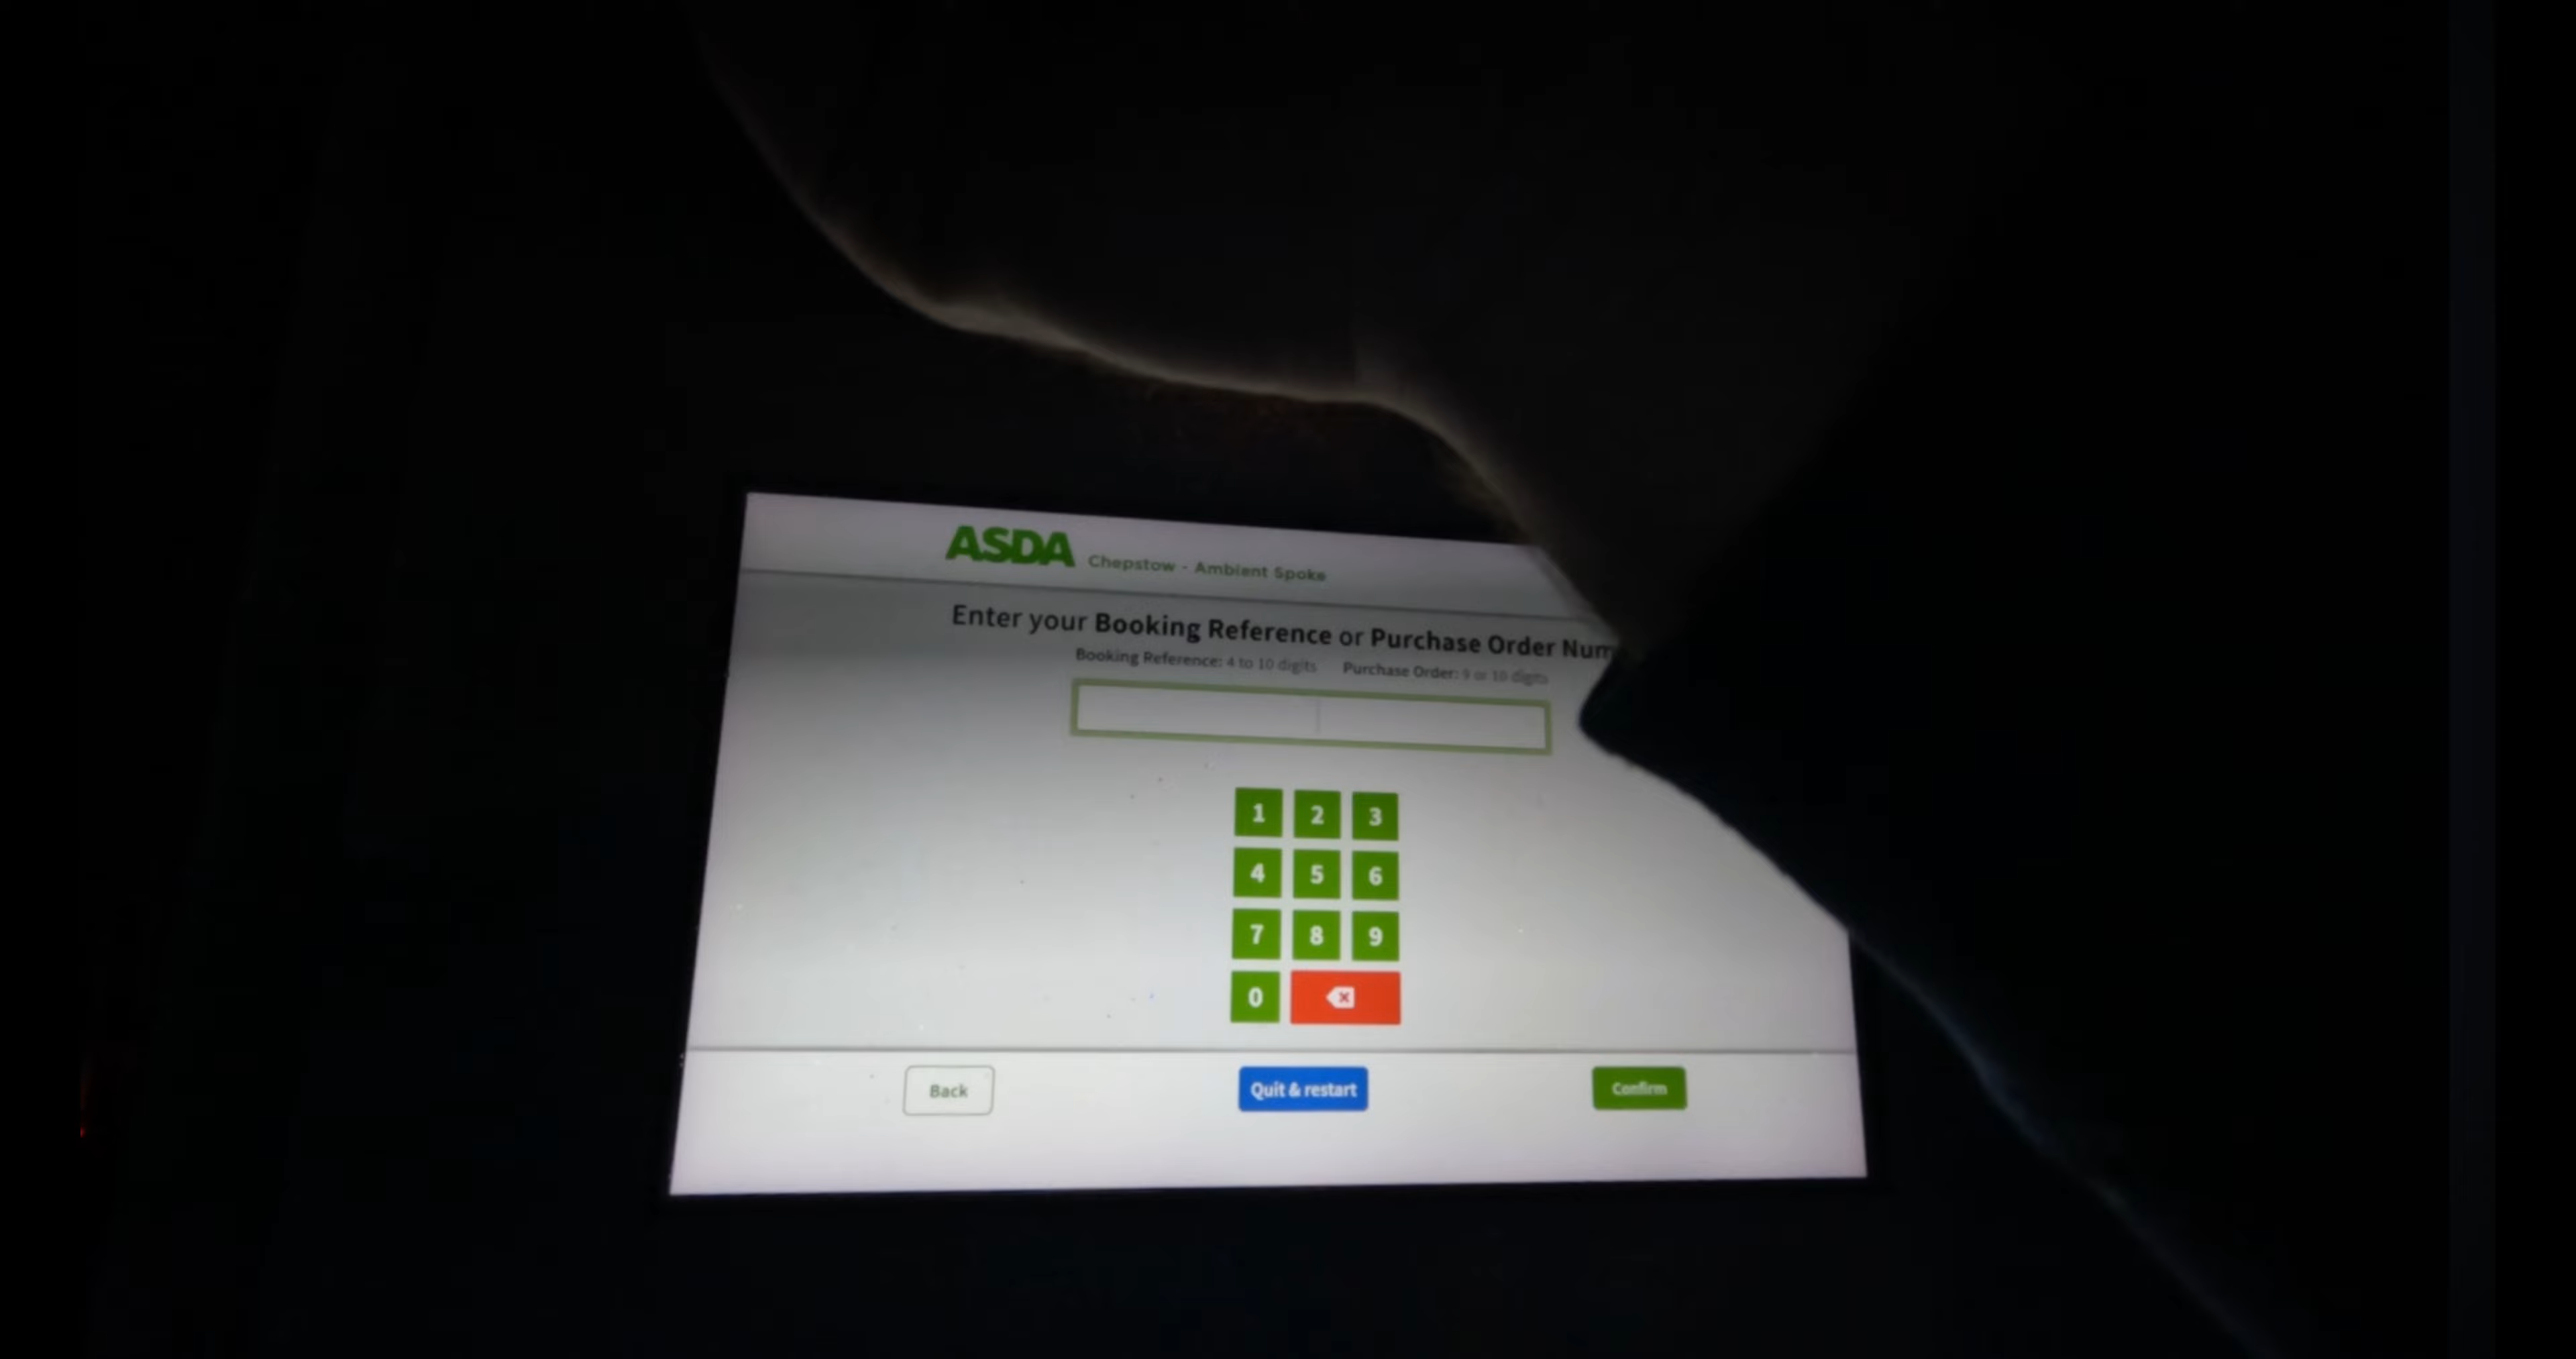 ASDA Chepstow - Ambient Spoke
Enter your Booking Reference or Purchase Order Num
Booking Reference: 4 to 10 digits Purchase Order: 9 or 10 digits
1 2 3
4 5 6
7 8 9
0
Back Quit & restart Confirm